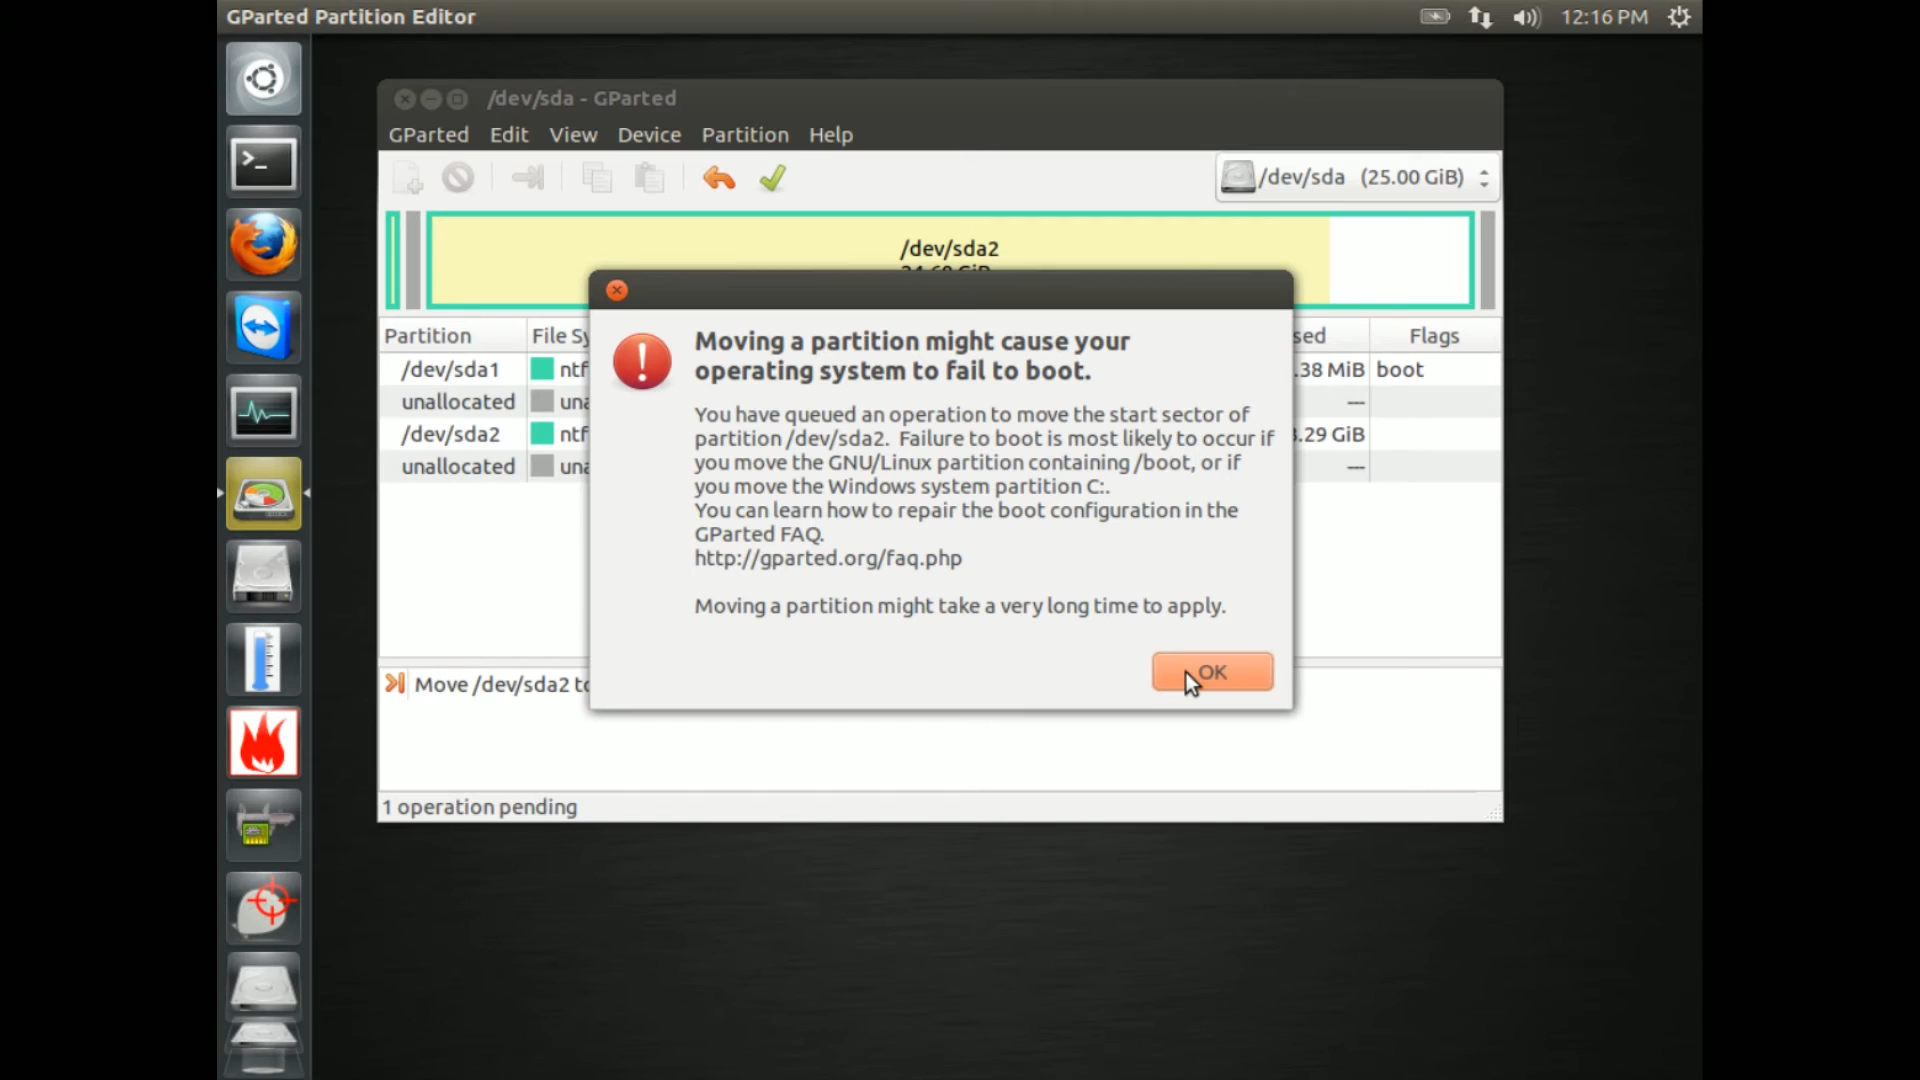 GParted Partition Editor
12:16 PM
/dev/sda - GParted
GParted Edit View Device Partition Help
/dev/sda (25.00 GiB)
/dev/sda2
Partition
File Sy
sed
Flags
/dev/sda1
ntf
.38 MiB
boot
unallocated
una
---
/dev/sda2
ntf
.29 GiB
unallocated
una
---
Moving a partition might cause your
operating system to fail to boot.
You have queued an operation to move the start sector of
partition /dev/sda2. Failure to boot is most likely to occur if
you move the GNU/Linux partition containing /boot, or if
you move the Windows system partition C:.
You can learn how to repair the boot configuration in the
GParted FAQ.
http://gparted.org/faq.php
Moving a partition might take a very long time to apply.
OK
Move /dev/sda2 to
1 operation pending